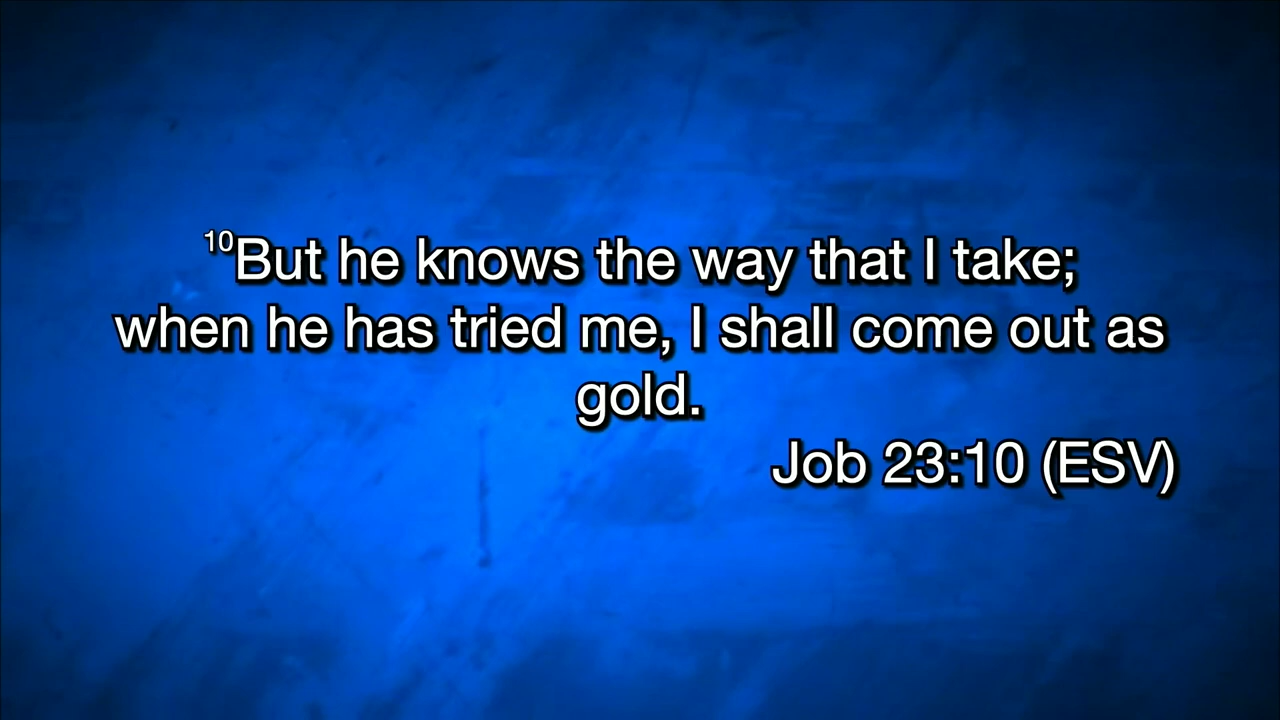 ¹⁰But he knows the way that I take;
when he has tried me, I shall come out as
gold.
Job 23:10 (ESV)